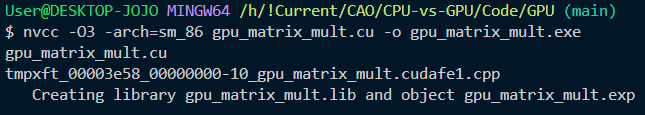 User@DESKTOP-JOJO MINGW64 /h/!Current/CAO/CPU-vs-GPU/Code/GPU (main)
$ nvcc -O3 -arch=sm_86 gpu_matrix_mult.cu -o gpu_matrix_mult.exe
gpu_matrix_mult.cu
tmpxft_00003e58_00000000-10_gpu_matrix_mult.cudafe1.cpp
   Creating library gpu_matrix_mult.lib and object gpu_matrix_mult.exp